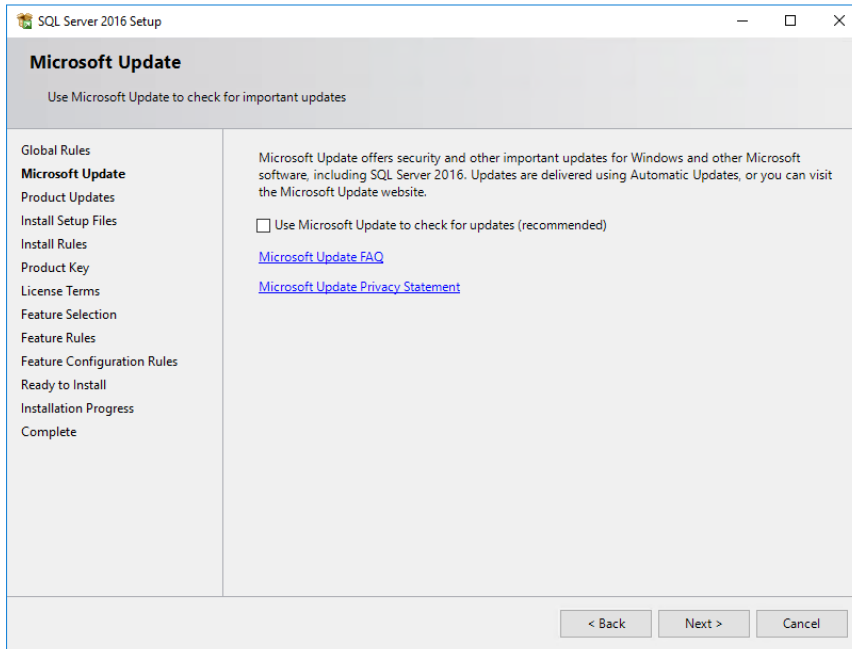 SQL Server 2016 Setup
Microsoft Update
Use Microsoft Update to check for important updates
Global Rules
Microsoft Update
Product Updates
Install Setup Files
Install Rules
Product Key
License Terms
Feature Selection
Feature Rules
Feature Configuration Rules
Ready to Install
Installation Progress
Complete
Microsoft Update offers security and other important updates for Windows and other Microsoft
software, including SQL Server 2016. Updates are delivered using Automatic Updates, or you can visit
the Microsoft Update website.
Use Microsoft Update to check for updates (recommended)
Microsoft Update FAQ
Microsoft Update Privacy Statement
< Back
Next >
Cancel